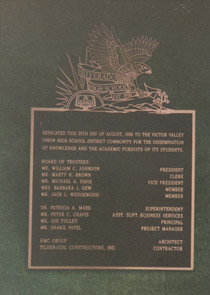 SILVERADO
HIGH SCHOOL
DEDICATED THIS 28TH DAY OF AUGUST, 1996 TO THE VICTOR VALLEY
UNION HIGH SCHOOL DISTRICT COMMUNITY FOR THE DISSEMINATION
OF KNOWLEDGE AND THE ACADEMIC PURSUITS OF ITS STUDENTS.
BOARD OF TRUSTEES
MR. WILLIAM C. JOHNSON PRESIDENT
MR. MARTY E. BROWN CLERK
MR. MICHAEL A. DAVIS VICE PRESIDENT
MRS. BARBARA J. DEW MEMBER
MR. JACK L. WEDGEWOOD MEMBER
DR. PATRICIA A. MARK SUPERINTENDENT
MR. PETER C. CHAVIS ASST. SUPT.-BUSINESS SERVICES
MR. JOE TOLLEY PRINCIPAL
MR. SHAKIL PATEL PROJECT MANAGER
HMC GROUP ARCHITECT
TILDEN-COIL CONSTRUCTORS, INC. CONTRACTOR